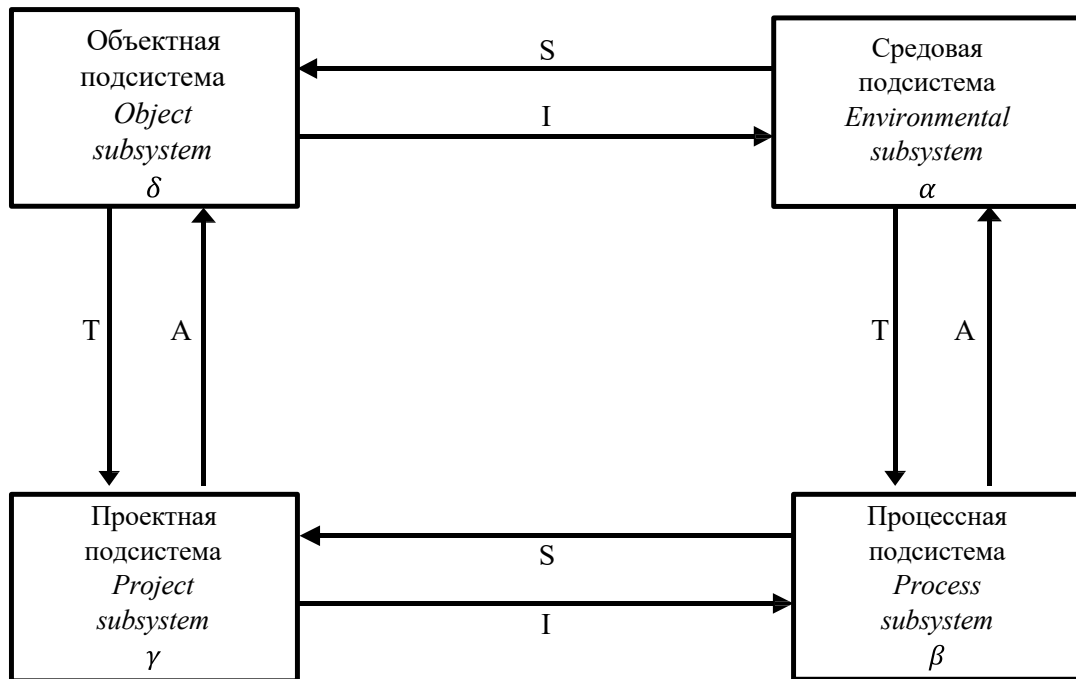 Объектная
подсистема
Object
subsystem
δ
S
I
Средовая
подсистема
Environmental
subsystem
α
T
A
T
A
Проектная
подсистема
Project
subsystem
γ
S
I
Процессная
подсистема
Process
subsystem
β